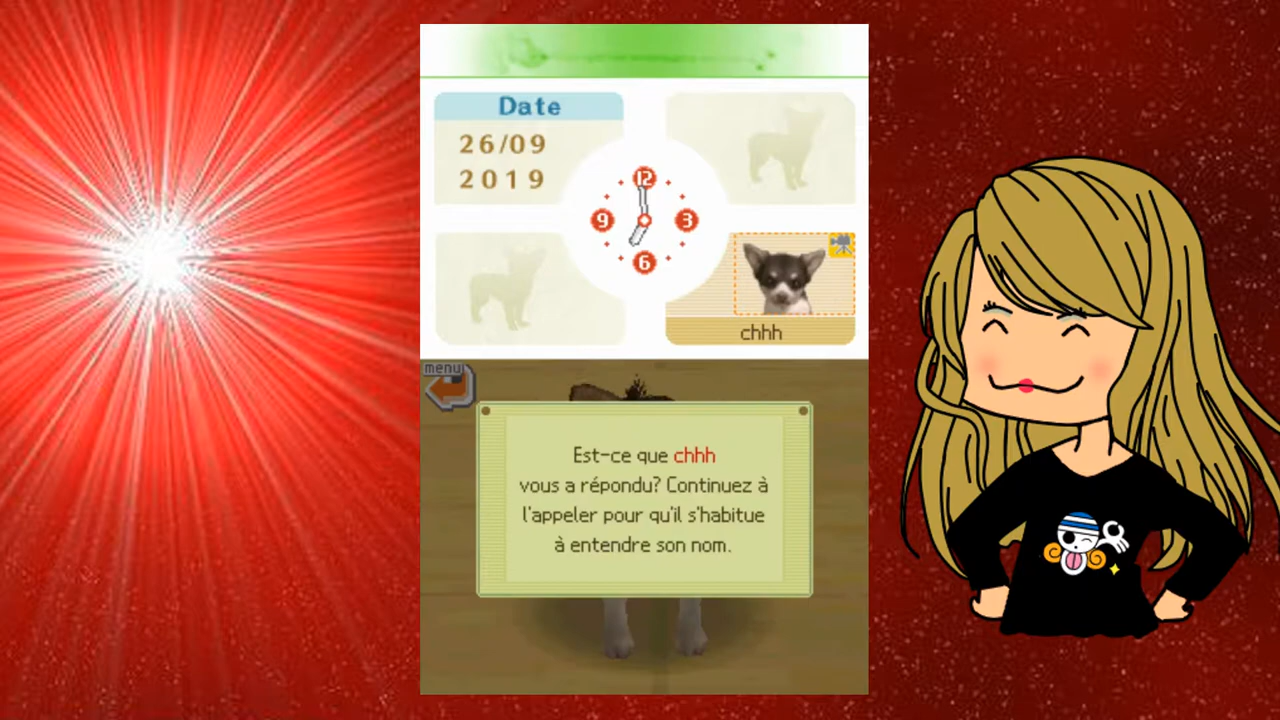 Date
26/09
2019
12
9
3
6
chhh
menu
Est-ce que chhh
vous a répondu? Continuez à
l'appeler pour qu'il s'habitue
à entendre son nom.